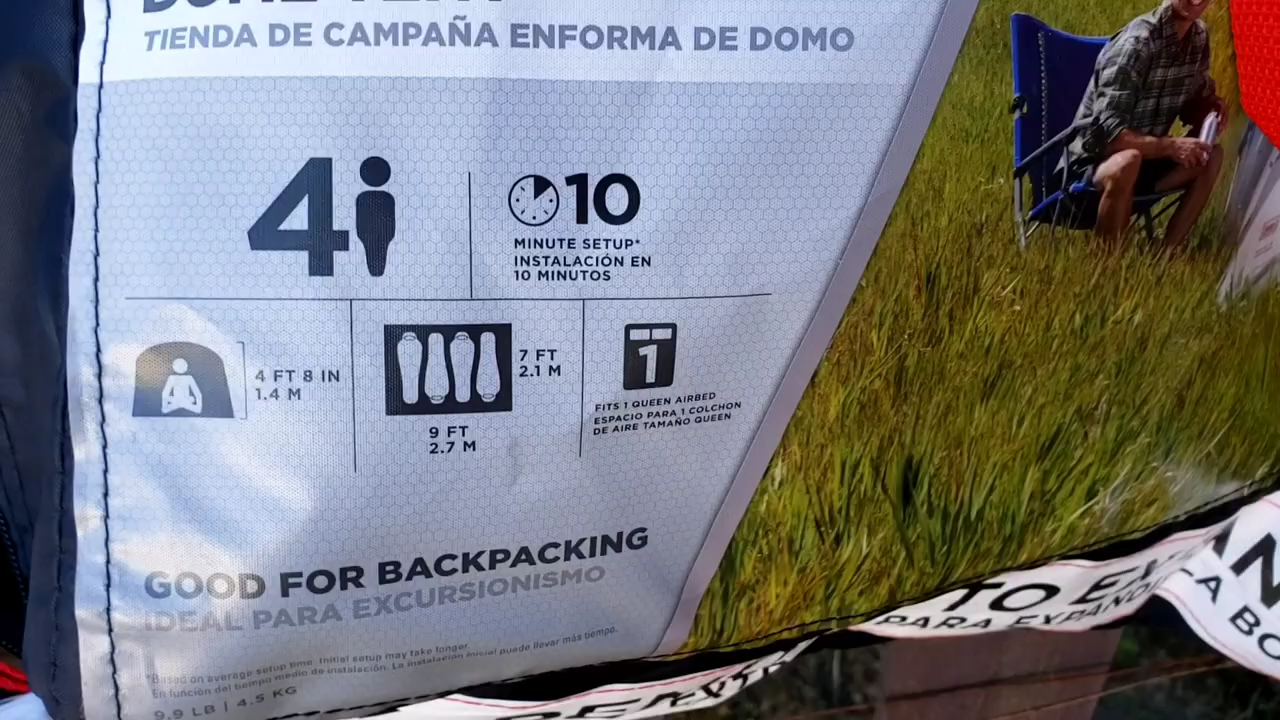 DOME TENT
TIENDA DE CAMPAÑA ENFORMA DE DOMO
4
10
MINUTE SETUP*
INSTALACIÓN EN
10 MINUTOS
4 FT 8 IN
1.4 M
7 FT
2.1 M
9 FT
2.7 M
1
FITS 1 QUEEN AIRBED
ESPACIO PARA 1 COLCHON
DE AIRE TAMAÑO QUEEN
GOOD FOR BACKPACKING
IDEAL PARA EXCURSIONISMO
*Based on average setup time. Initial setup may take longer.
En función del tiempo medio de instalación. La instalación inicial puede llevar más tiempo.
9.9 LB | 4.5 KG
TO
PARA